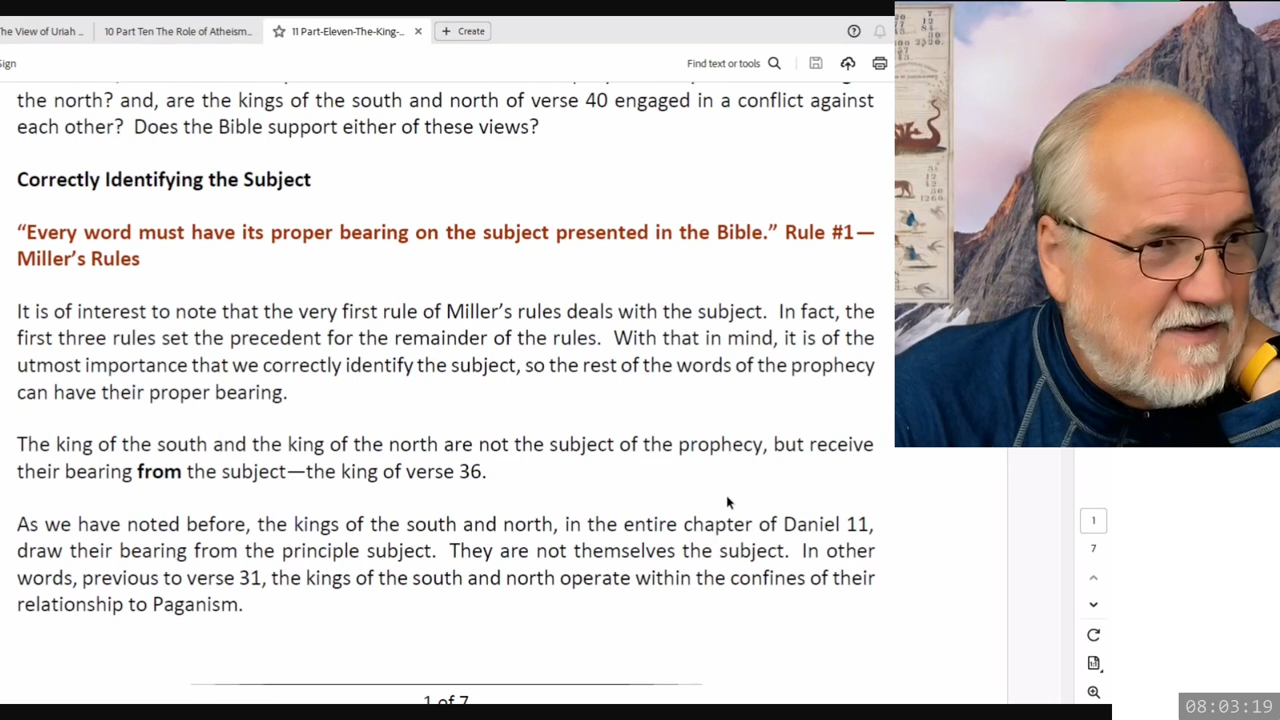 he View of Uriah ...
10 Part Ten The Role of Atheism...
11 Part-Eleven-The-King-...
Create
Sign
Find text or tools
the north? and, are the kings of the south and north of verse 40 engaged in a conflict against
each other? Does the Bible support either of these views?
Correctly Identifying the Subject
“Every word must have its proper bearing on the subject presented in the Bible.” Rule #1—
Miller’s Rules
It is of interest to note that the very first rule of Miller’s rules deals with the subject. In fact, the
first three rules set the precedent for the remainder of the rules. With that in mind, it is of the
utmost importance that we correctly identify the subject, so the rest of the words of the prophecy
can have their proper bearing.
The king of the south and the king of the north are not the subject of the prophecy, but receive
their bearing from the subject—the king of verse 36.
As we have noted before, the kings of the south and north, in the entire chapter of Daniel 11,
draw their bearing from the principle subject. They are not themselves the subject. In other
words, previous to verse 31, the kings of the south and north operate within the confines of their
relationship to Paganism.
1 of 7
1
7
08:03:19